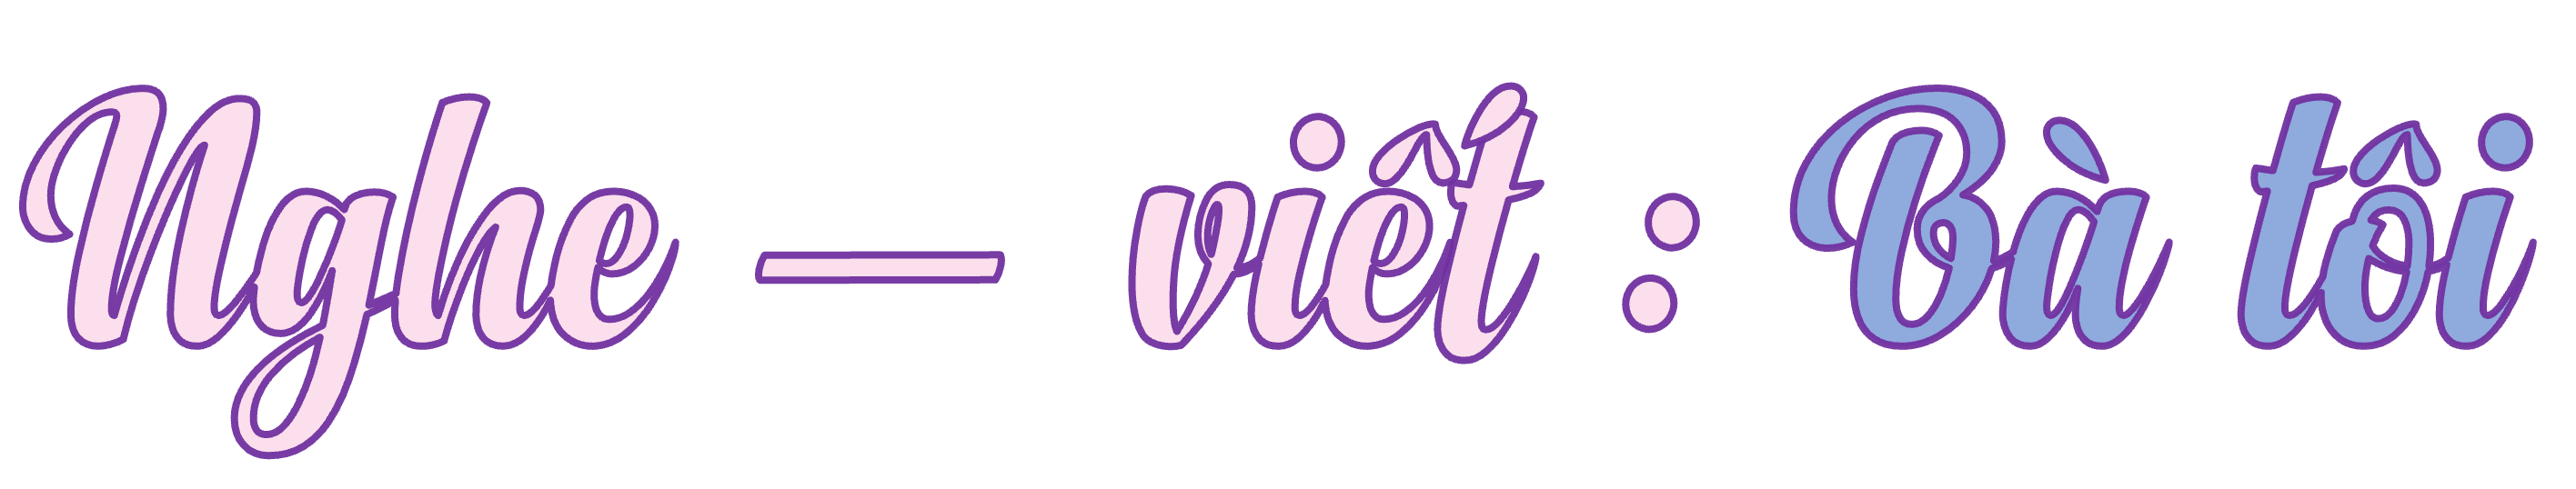 Nghe – viết : Bà tôi